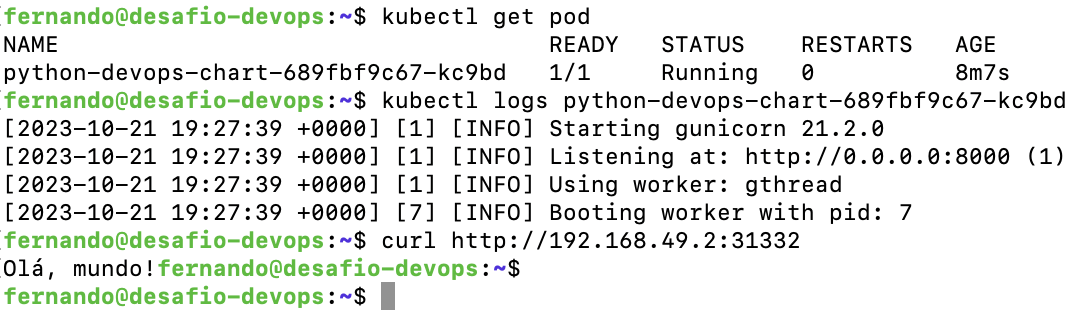 fernando@desafio-devops:~$ kubectl get pod
NAME READY STATUS RESTARTS AGE
python-devops-chart-689fbf9c67-kc9bd 1/1 Running 0 8m7s
fernando@desafio-devops:~$ kubectl logs python-devops-chart-689fbf9c67-kc9bd
[2023-10-21 19:27:39 +0000] [1] [INFO] Starting gunicorn 21.2.0
[2023-10-21 19:27:39 +0000] [1] [INFO] Listening at: http://0.0.0.0:8000 (1)
[2023-10-21 19:27:39 +0000] [1] [INFO] Using worker: gthread
[2023-10-21 19:27:39 +0000] [7] [INFO] Booting worker with pid: 7
fernando@desafio-devops:~$ curl http://192.168.49.2:31332
Olá, mundo!fernando@desafio-devops:~$
fernando@desafio-devops:~$